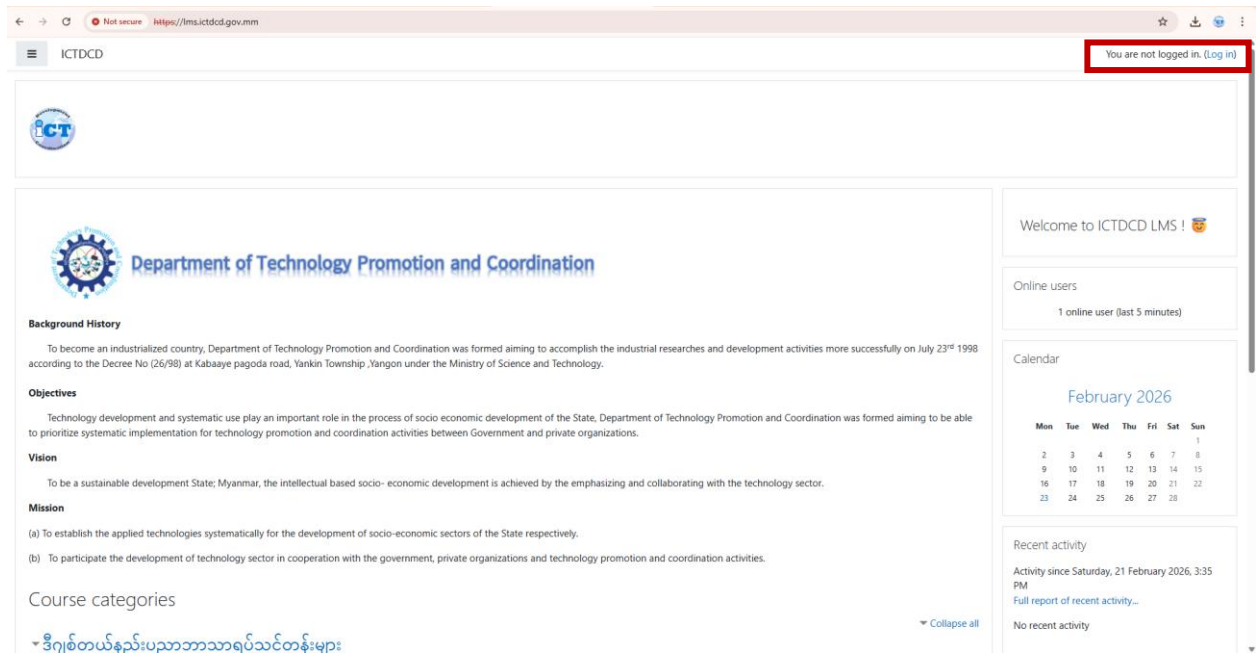 Not secure https://lms.ictdcd.gov.mm
ICTDCD
You are not logged in. (Log in)
iCT
Department of Technology Promotion and Coordination
Background History
To become an industrialized country, Department of Technology Promotion and Coordination was formed aiming to accomplish the industrial researches and development activities more successfully on July 23rd 1998
according to the Decree No (26/98) at Kabaaye pagoda road, Yankin Township ,Yangon under the Ministry of Science and Technology.
Objectives
Technology development and systematic use play an important role in the process of socio economic development of the State, Department of Technology Promotion and Coordination was formed aiming to be able
to prioritize systematic implementation for technology promotion and coordination activities between Government and private organizations.
Vision
To be a sustainable development State; Myanmar, the intellectual based socio- economic development is achieved by the emphasizing and collaborating with the technology sector.
Mission
(a) To establish the applied technologies systematically for the development of socio-economic sectors of the State respectively.
(b) To participate the development of technology sector in cooperation with the government, private organizations and technology promotion and coordination activities.
Course categories
Collapse all
ဒီဂျစ်တယ်နည်းပညာဘာသာရပ်သင်တန်းများ
Welcome to ICTDCD LMS !
Online users
1 online user (last 5 minutes)
Calendar
February 2026
Mon Tue Wed Thu Fri Sat Sun
1
2 3 4 5 6 7 8
9 10 11 12 13 14 15
16 17 18 19 20 21 22
23 24 25 26 27 28
Recent activity
Activity since Saturday, 21 February 2026, 3:35
PM
Full report of recent activity...
No recent activity